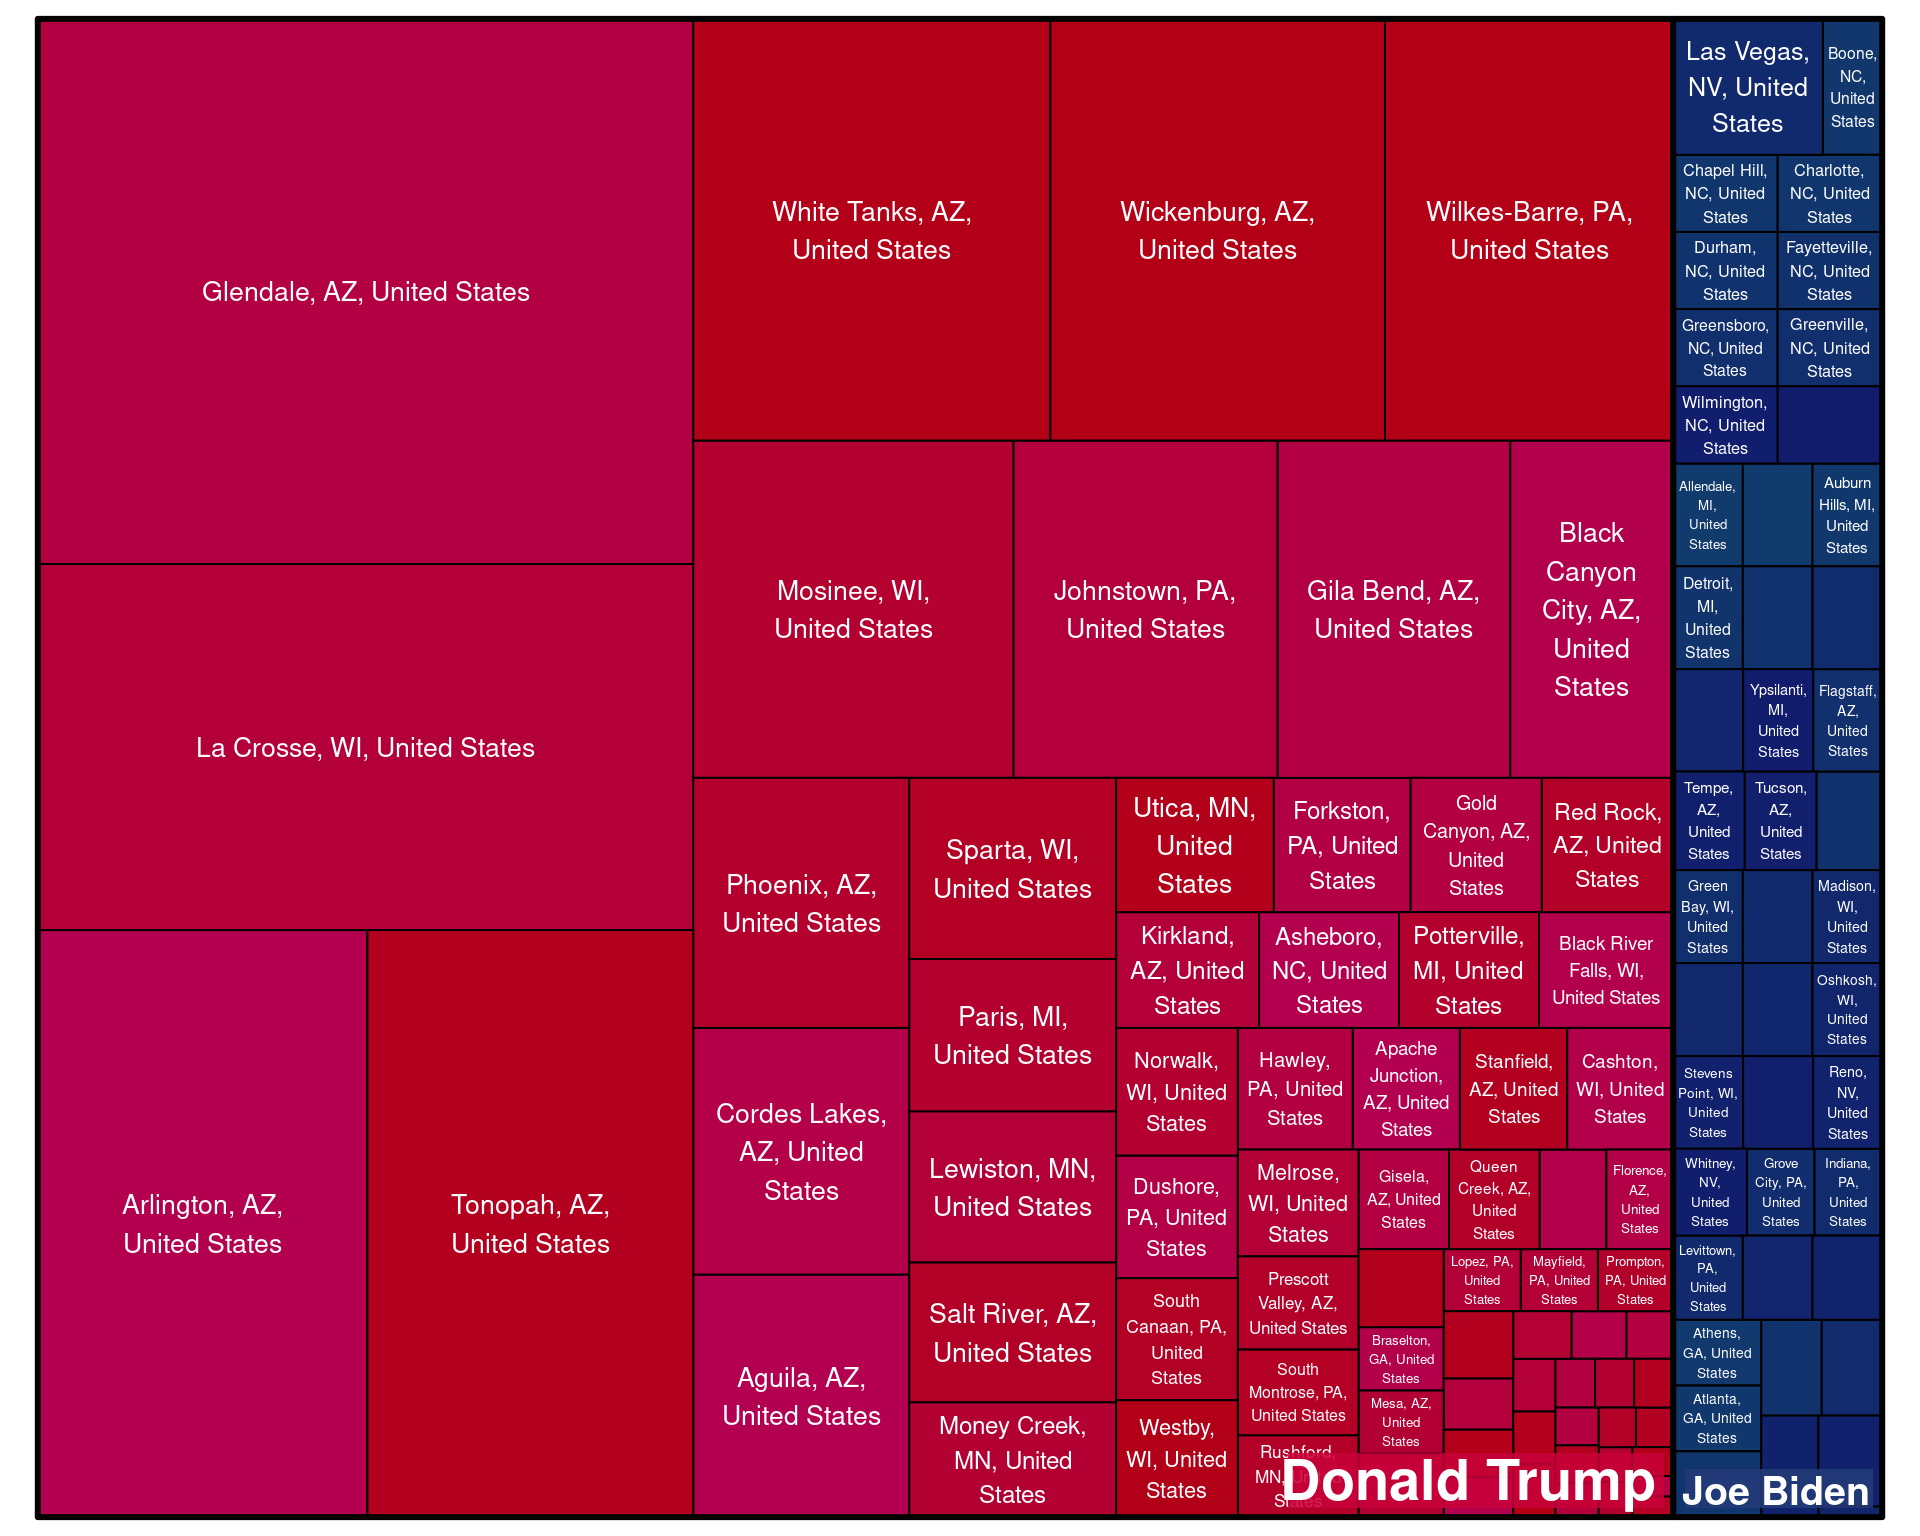 Glendale, AZ, United States
La Crosse, WI, United States
Arlington, AZ,
United States
Tonopah, AZ,
United States
White Tanks, AZ,
United States
Wickenburg, AZ,
United States
Wilkes-Barre, PA,
United States
Mosinee, WI,
United States
Johnstown, PA,
United States
Gila Bend, AZ,
United States
Black
Canyon
City, AZ,
United
States
Phoenix, AZ,
United States
Cordes Lakes,
AZ, United
States
Aguila, AZ,
United States
Sparta, WI,
United States
Paris, MI,
United States
Lewiston, MN,
United States
Salt River, AZ,
United States
Money Creek,
MN, United
States
Utica, MN,
United
States
Forkston,
PA, United
States
Gold
Canyon, AZ,
United
States
Red Rock,
AZ, United
States
Kirkland,
AZ, United
States
Asheboro,
NC, United
States
Potterville,
MI, United
States
Black River
Falls, WI,
United States
Norwalk,
WI, United
States
Dushore,
PA, United
States
South
Canaan, PA,
United
States
Westby,
WI, United
States
Hawley,
PA, United
States
Apache
Junction,
AZ, United
States
Stanfield,
AZ, United
States
Cashton,
WI, United
States
Melrose,
WI, United
States
Prescott
Valley, AZ,
United States
South
Montrose, PA,
United States
Rushford,
MN, United
States
Gisela,
AZ, United
States
Queen
Creek, AZ,
United
States
Florence,
AZ,
United
States
Braselton,
GA, United
States
Mesa, AZ,
United
States
Lopez, PA,
United
States
Mayfield,
PA, United
States
Prompton,
PA, United
States
Donald Trump
Las Vegas,
NV, United
States
Boone,
NC,
United
States
Chapel Hill,
NC, United
States
Charlotte,
NC, United
States
Durham,
NC, United
States
Fayetteville,
NC, United
States
Greensboro,
NC, United
States
Greenville,
NC, United
States
Wilmington,
NC, United
States
Allendale,
MI,
United
States
Auburn
Hills, MI,
United
States
Detroit,
MI,
United
States
Ypsilanti,
MI,
United
States
Flagstaff,
AZ,
United
States
Tempe,
AZ,
United
States
Tucson,
AZ,
United
States
Green
Bay, WI,
United
States
Madison,
WI,
United
States
Oshkosh,
WI,
United
States
Stevens
Point, WI,
United
States
Reno,
NV,
United
States
Whitney,
NV,
United
States
Grove
City, PA,
United
States
Indiana,
PA,
United
States
Levittown,
PA,
United
States
Athens,
GA, United
States
Atlanta,
GA, United
States
Joe Biden